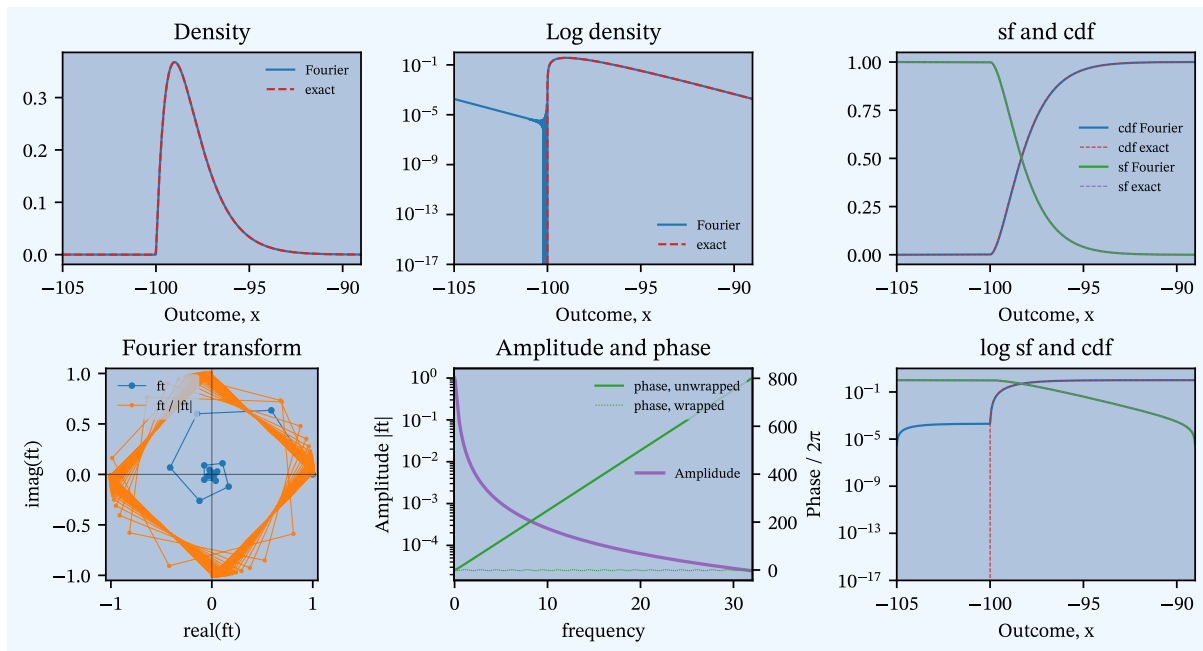 Density
0.3
0.2
0.1
0.0
−105
−100
−95
−90
Outcome, x
Fourier
exact
Log density
10−1
10−5
10−9
10−13
10−17
−105
−100
−95
−90
Outcome, x
Fourier
exact
sf and cdf
1.00
0.75
0.50
0.25
0.00
−105
−100
−95
−90
Outcome, x
cdf Fourier
cdf exact
sf Fourier
sf exact
Fourier transform
1.0
0.5
0.0
−0.5
−1.0
−1
0
1
real(ft)
imag(ft)
ft
ft / |ft|
Amplitude and phase
10⁰
10−1
10−2
10−3
10−4
Amplitude |ft|
0
10
20
30
frequency
800
600
400
200
0
Phase / 2π
phase, unwrapped
phase, wrapped
Amplidude
log sf and cdf
10−1
10−5
10−9
10−13
10−17
−105
−100
−95
−90
Outcome, x